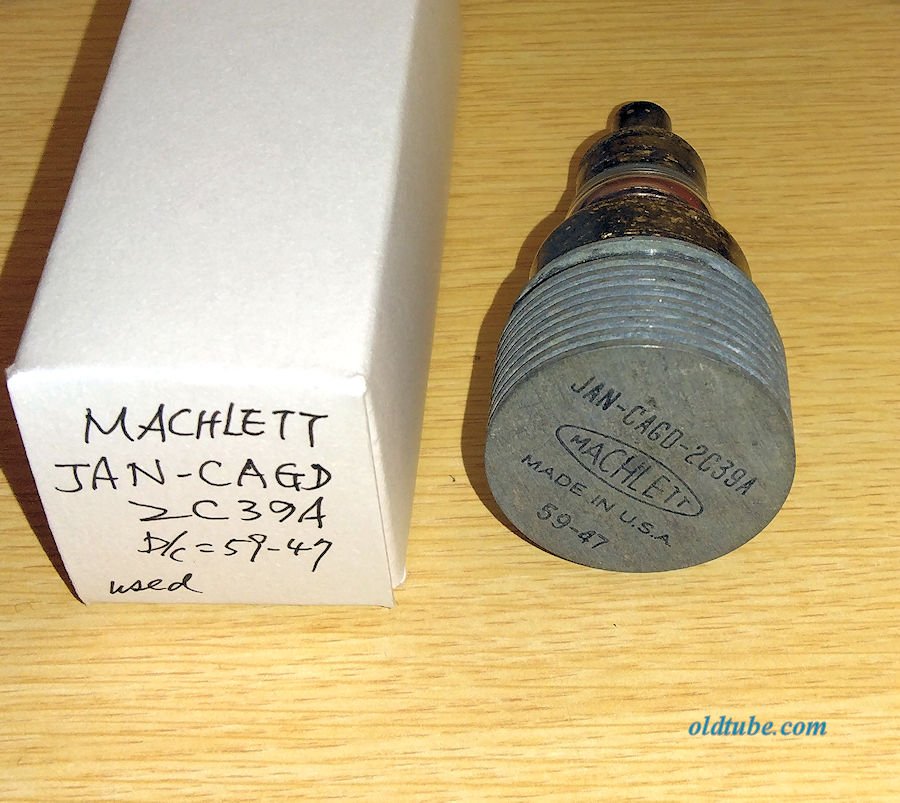 MACHLETT
JAN-CAGD
2C39A
D/C=59-47
used
JAN-CAGD-2C39A
MACHLETT
MADE IN U.S.A
59-47
oldtube.com